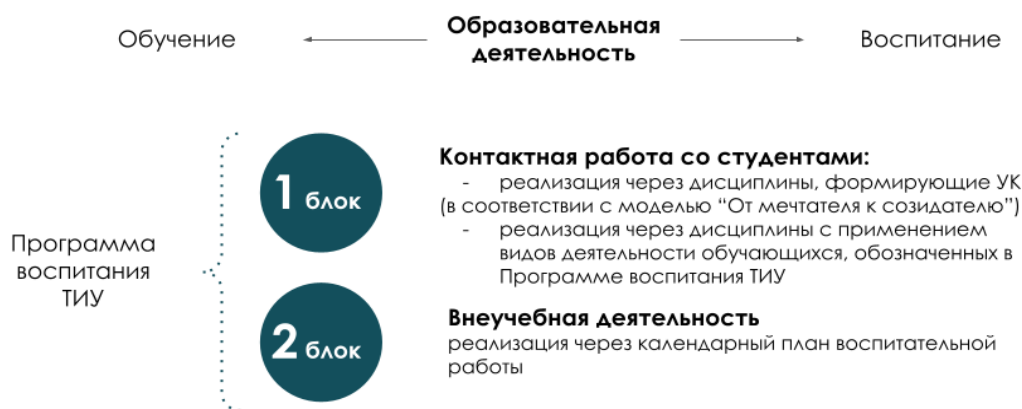 Обучение
Образовательная
деятельность
Воспитание
Программа
воспитания
ТИУ
1 блок
Контактная работа со студентами:
- реализация через дисциплины, формирующие УК
(в соответствии с моделью “От мечтателя к созидателю”)
- реализация через дисциплины с применением
видов деятельности обучающихся, обозначенных в
Программе воспитания ТИУ
2 блок
Внеучебная деятельность
реализация через календарный план воспитательной
работы